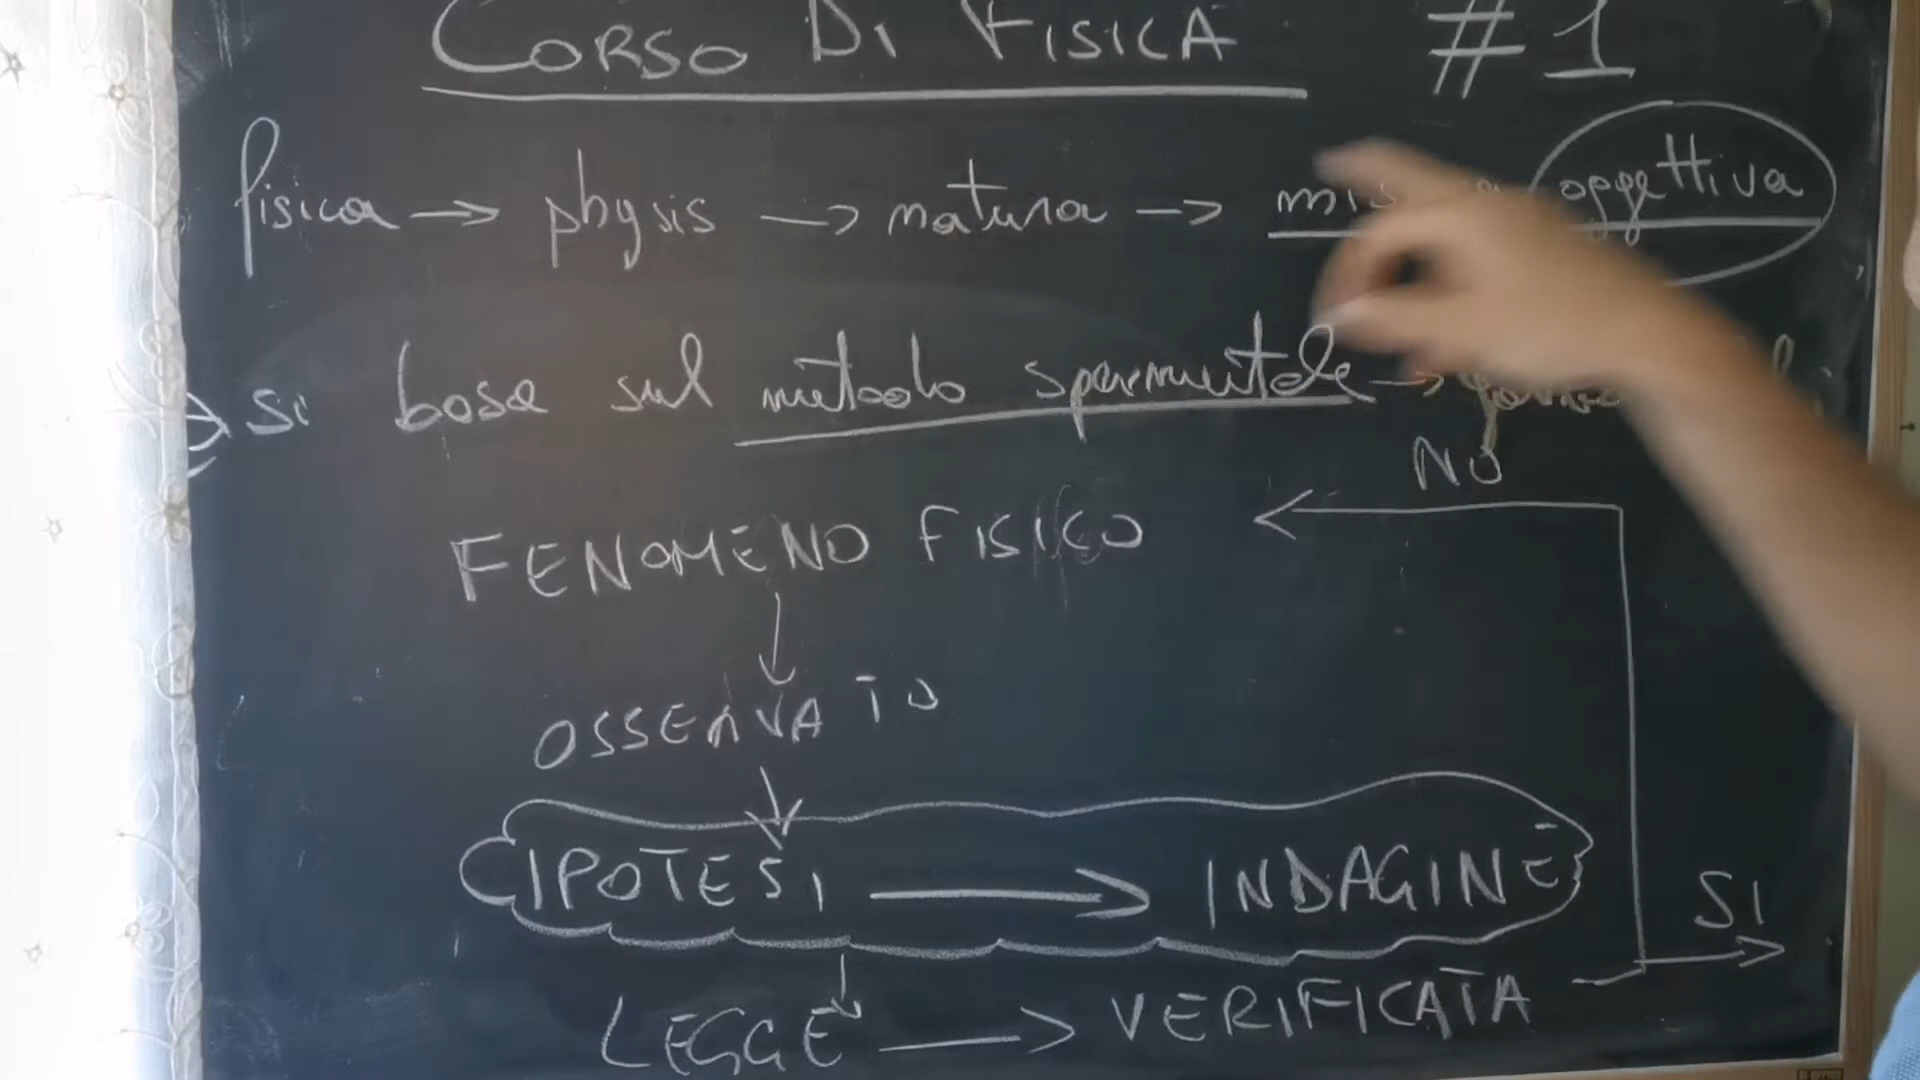 CORSO DI FISICA #1
fisica → physis → natura → oggettiva
⇒ si basa sul metodo sperimentale →
NO
FENOMENO FISICO
OSSERVATO
IPOTESI → INDAGINE
SI
LEGGE → VERIFICATA